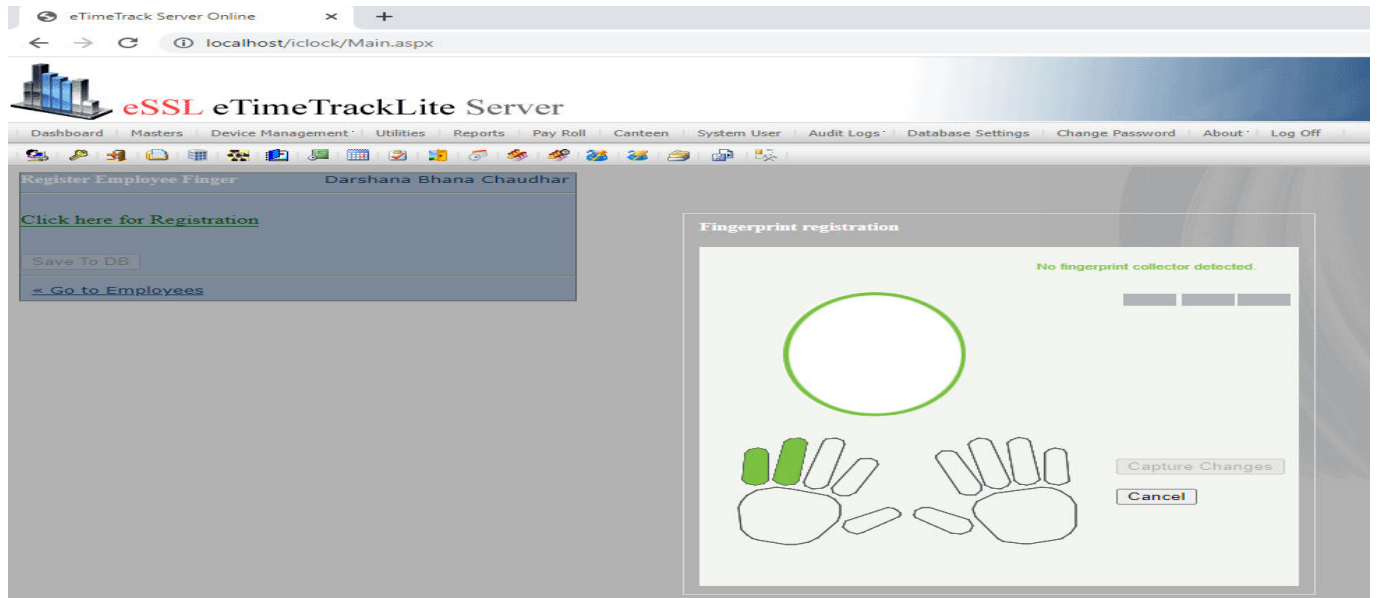 eTimeTrack Server Online
localhost/iclock/Main.aspx
eSSL eTimeTrackLite Server
Dashboard Masters Device Management Utilities Reports Pay Roll Canteen System User Audit Logs Database Settings Change Password About Log Off
Register Employee Finger Darshana Bhana Chaudhar
Click here for Registration
Save To DB
« Go to Employees
Fingerprint registration
No fingerprint collector detected.
Capture Changes
Cancel